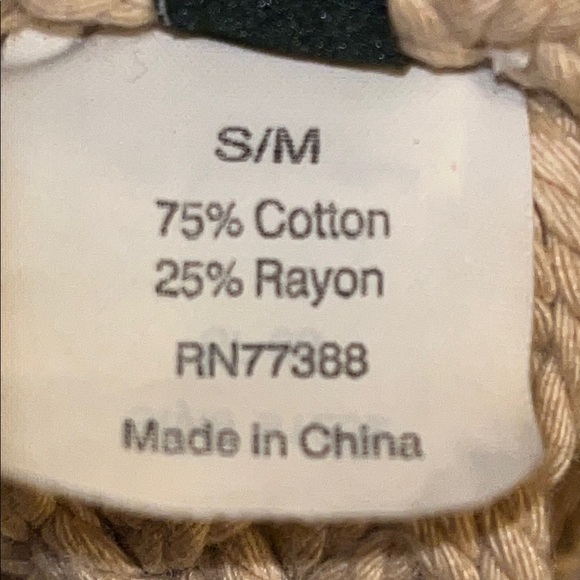 S/M
75% Cotton
25% Rayon
RN77388
Made in China